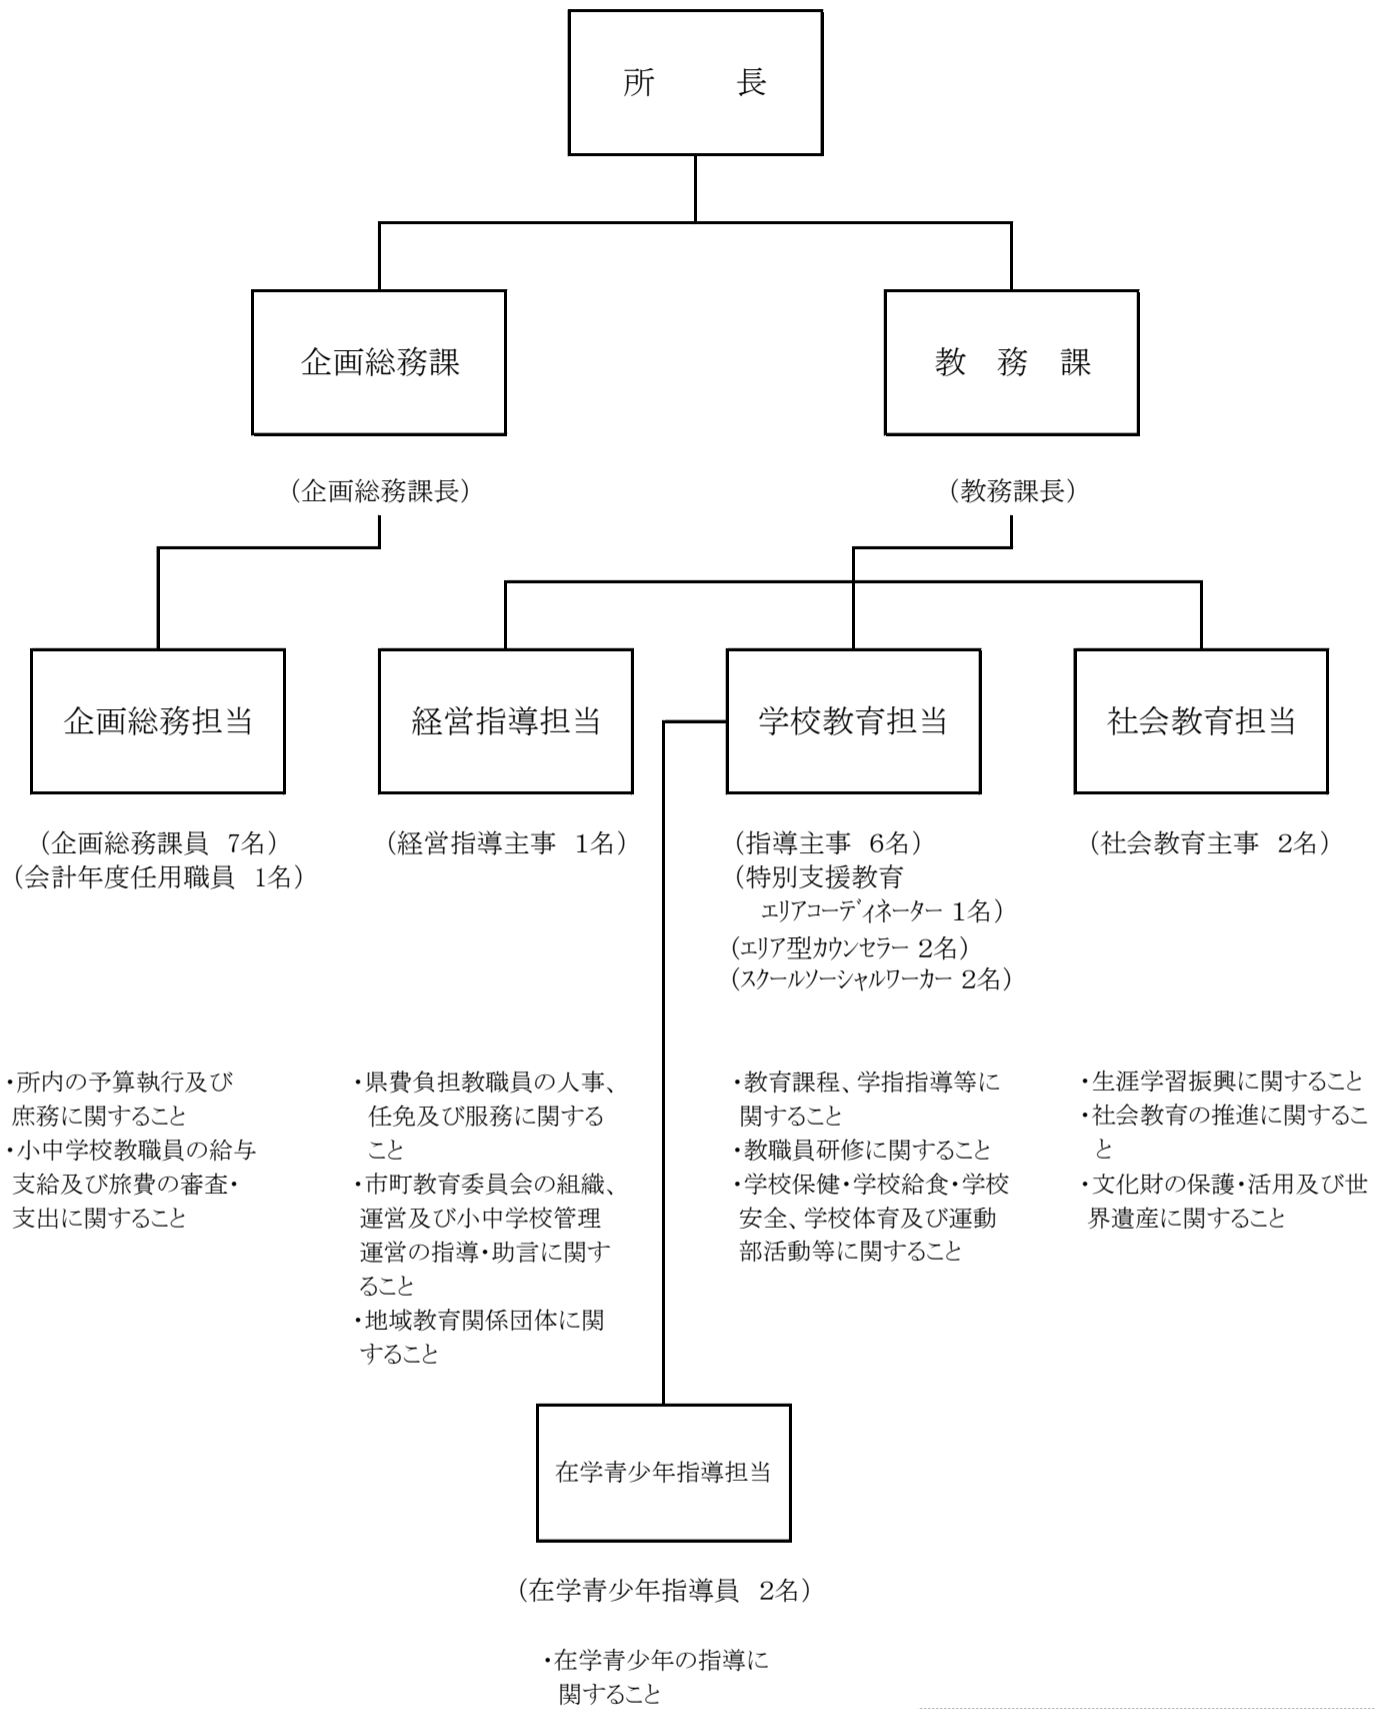 所　長
企画総務課
教　務　課
（企画総務課長）
（教務課長）
企画総務担当
経営指導担当
学校教育担当
社会教育担当
（企画総務課員　7名）
（会計年度任用職員　1名）
（経営指導主事　1名）
（指導主事　6名）
（特別支援教育
エリアコーディネーター 1名）
（エリア型カウンセラー 2名）
（スクールソーシャルワーカー 2名）
（社会教育主事　2名）
・所内の予算執行及び
庶務に関すること
・小中学校教職員の給与
支給及び旅費の審査・
支出に関すること
・県費負担教職員の人事、
任免及び服務に関する
こと
・市町教育委員会の組織、
運営及び小中学校管理
運営の指導・助言に関す
ること
・地域教育関係団体に関
すること
・教育課程、学指指導等に
関すること
・教職員研修に関すること
・学校保健・学校給食・学校
安全、学校体育及び運動
部活動等に関すること
・生涯学習振興に関すること
・社会教育の推進に関するこ
と
・文化財の保護・活用及び世
界遺産に関すること
在学青少年指導担当
（在学青少年指導員　2名）
・在学青少年の指導に
関すること